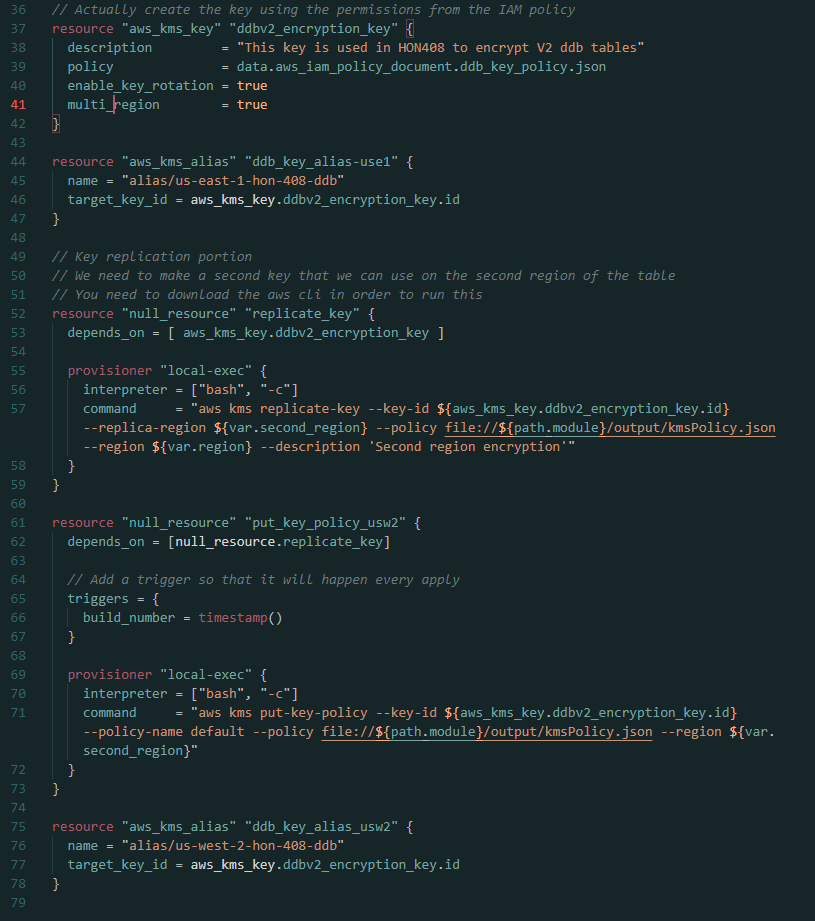 36 // Actually create the key using the permissions from the IAM policy
37 resource "aws_kms_key" "ddbv2_encryption_key" {
38 description = "This key is used in HON408 to encrypt V2 ddb tables"
39 policy = data.aws_iam_policy_document.ddb_key_policy.json
40 enable_key_rotation = true
41 multi_region = true
42 }
43
44 resource "aws_kms_alias" "ddb_key_alias-use1" {
45 name = "alias/us-east-1-hon-408-ddb"
46 target_key_id = aws_kms_key.ddbv2_encryption_key.id
47 }
48
49 // Key replication portion
50 // We need to make a second key that we can use on the second region of the table
51 // You need to download the aws cli in order to run this
52 resource "null_resource" "replicate_key" {
53 depends_on = [ aws_kms_key.ddbv2_encryption_key ]
54
55 provisioner "local-exec" {
56 interpreter = ["bash", "-c"]
57 command = "aws kms replicate-key --key-id ${aws_kms_key.ddbv2_encryption_key.id}
--replica-region ${var.second_region} --policy file://${path.module}/output/kmsPolicy.json
--region ${var.region} --description 'Second region encryption'"
58 }
59 }
60
61 resource "null_resource" "put_key_policy_usw2" {
62 depends_on = [null_resource.replicate_key]
63
64 // Add a trigger so that it will happen every apply
65 triggers = {
66 build_number = timestamp()
67 }
68
69 provisioner "local-exec" {
70 interpreter = ["bash", "-c"]
71 command = "aws kms put-key-policy --key-id ${aws_kms_key.ddbv2_encryption_key.id}
--policy-name default --policy file://${path.module}/output/kmsPolicy.json --region ${var.
second_region}"
72 }
73 }
74
75 resource "aws_kms_alias" "ddb_key_alias_usw2" {
76 name = "alias/us-west-2-hon-408-ddb"
77 target_key_id = aws_kms_key.ddbv2_encryption_key.id
78 }
79